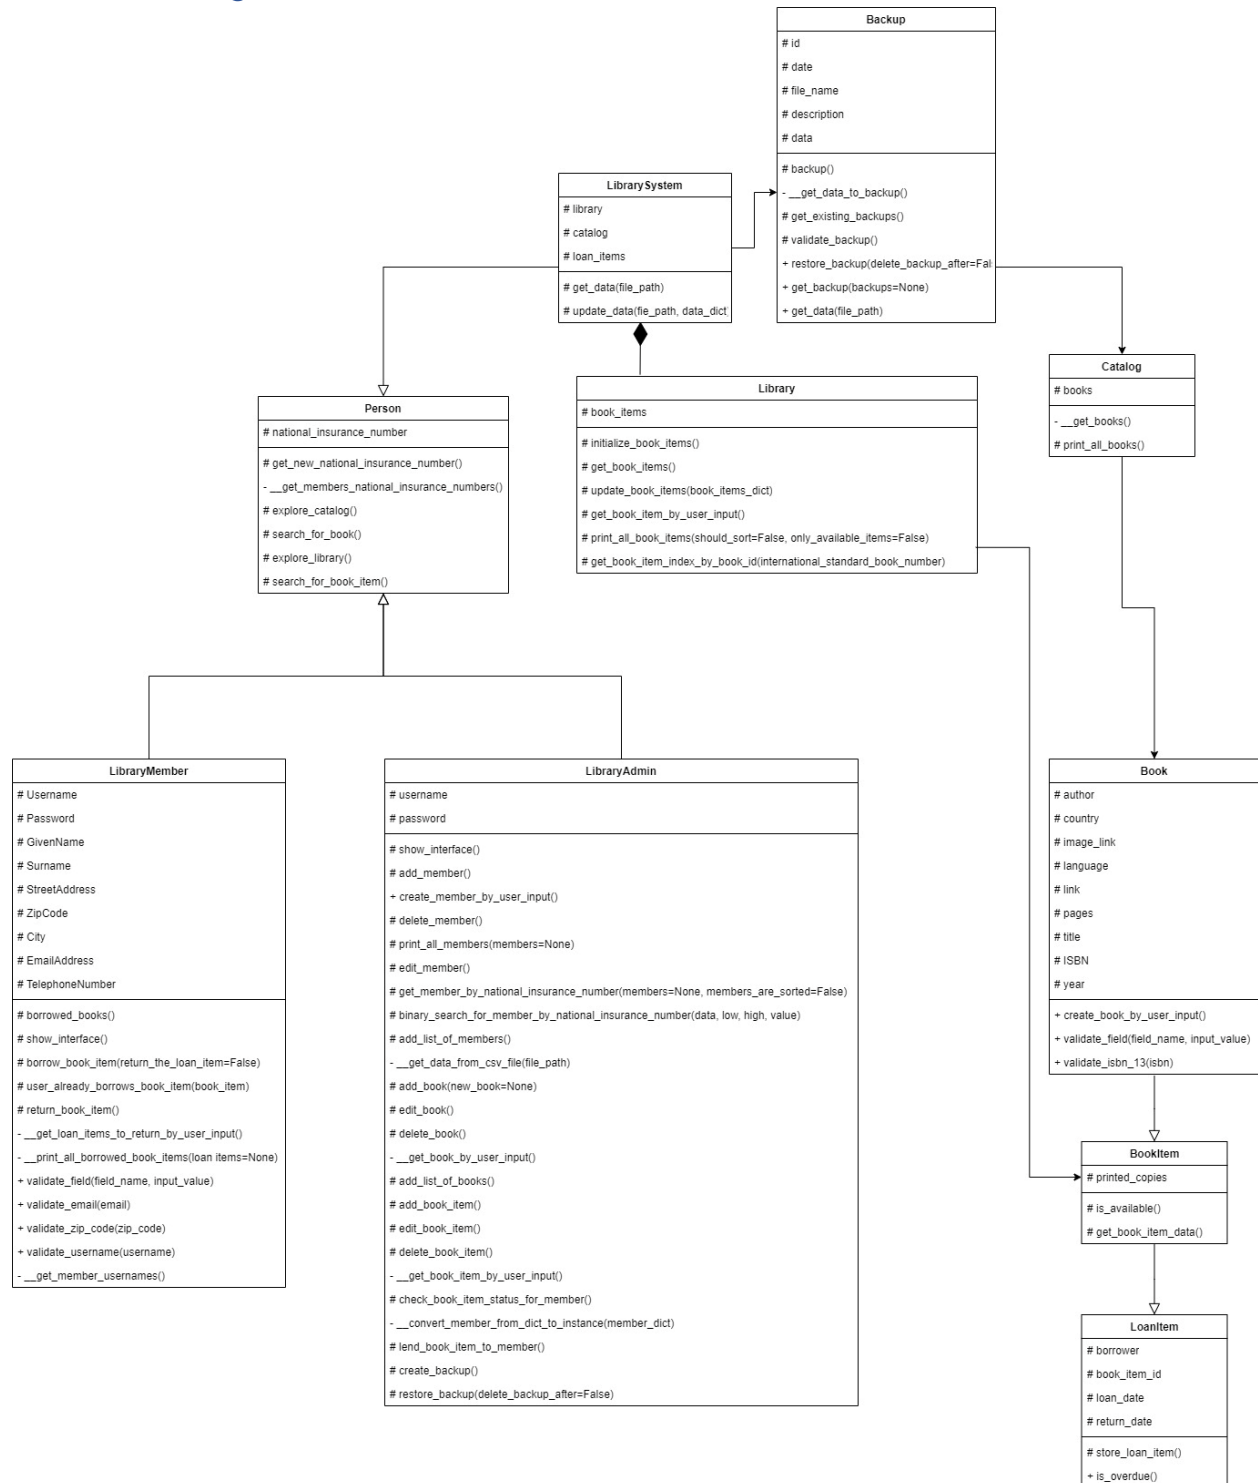 Backup
# id
# date
# file_name
# description
# data
# backup()
- __get_data_to_backup()
# get_existing_backups()
# validate_backup()
+ restore_backup(delete_backup_after=Fal
+ get_backup(backups=None)
+ get_data(file_path)
LibrarySystem
# library
# catalog
# loan_items
# get_data(file_path)
# update_data(fie_path, data_dict)
Catalog
# books
- __get_books()
# print_all_books()
Person
# national_insurance_number
# get_new_national_insurance_number()
- __get_members_national_insurance_numbers()
# explore_catalog()
# search_for_book()
# explore_library()
# search_for_book_item()
Library
# book_items
# initialize_book_items()
# get_book_items()
# update_book_items(book_items_dict)
# get_book_item_by_user_input()
# print_all_book_items(should_sort=False, only_available_items=False)
# get_book_item_index_by_book_id(international_standard_book_number)
LibraryMember
# Username
# Password
# GivenName
# Surname
# StreetAddress
# ZipCode
# City
# EmailAddress
# TelephoneNumber
# borrowed_books()
# show_interface()
# borrow_book_item(return_the_loan_item=False)
# user_already_borrows_book_item(book_item)
# return_book_item()
- __get_loan_items_to_return_by_user_input()
- __print_all_borrowed_book_items(loan items=None)
+ validate_field(field_name, input_value)
+ validate_email(email)
+ validate_zip_code(zip_code)
+ validate_username(username)
- __get_member_usernames()
LibraryAdmin
# username
# password
# show_interface()
# add_member()
+ create_member_by_user_input()
# delete_member()
# print_all_members(members=None)
# edit_member()
# get_member_by_national_insurance_number(members=None, members_are_sorted=False)
# binary_search_for_member_by_national_insurance_number(data, low, high, value)
# add_list_of_members()
- __get_data_from_csv_file(file_path)
# add_book(new_book=None)
# edit_book()
# delete_book()
- __get_book_by_user_input()
# add_list_of_books()
# add_book_item()
# edit_book_item()
# delete_book_item()
- __get_book_item_by_user_input()
# check_book_item_status_for_member()
- __convert_member_from_dict_to_instance(member_dict)
# lend_book_item_to_member()
# create_backup()
# restore_backup(delete_backup_after=False)
Book
# author
# country
# image_link
# language
# link
# pages
# title
# ISBN
# year
+ create_book_by_user_input()
+ validate_field(field_name, input_value)
+ validate_isbn_13(isbn)
BookItem
# printed_copies
# is_available()
# get_book_item_data()
LoanItem
# borrower
# book_item_id
# loan_date
# return_date
# store_loan_item()
+ is_overdue()